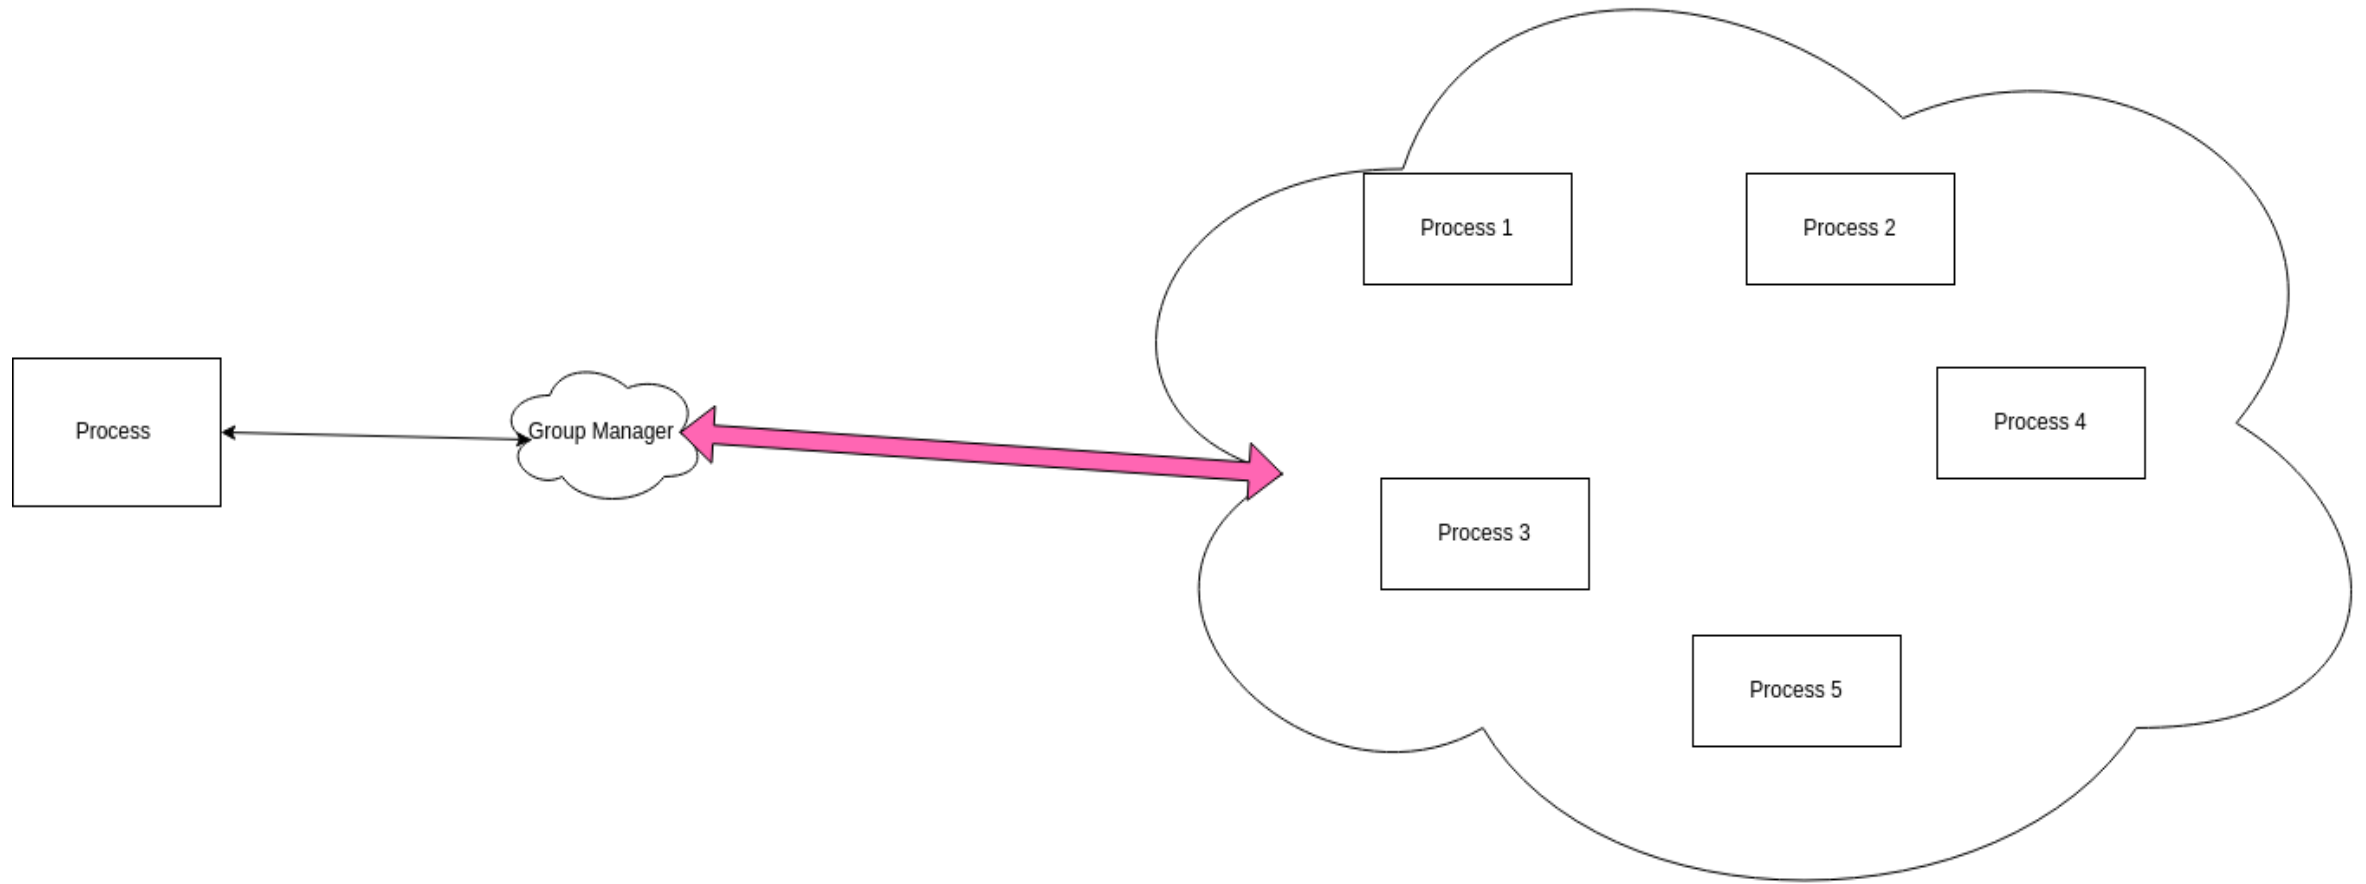 Process 1
Process 2
Process
Group Manager
Process 4
Process 3
Process 5